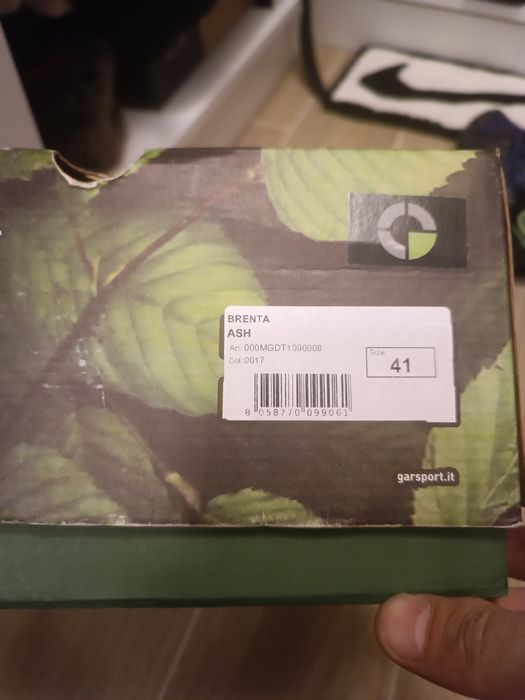 BRENTA
ASH
Art. 000MGDT1090008
Col. 0017
Size
41
8 058770 099061
garsport.it